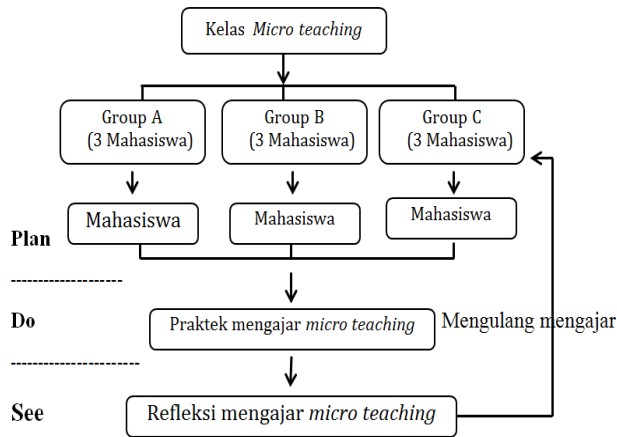 Kelas Micro teaching
Group A
(3 Mahasiswa)
Group B
(3 Mahasiswa)
Group C
(3 Mahasiswa)
Mahasiswa
Mahasiswa
Mahasiswa
Plan
--------------------
Do
Praktek mengajar micro teaching
Mengulang mengajar
-----------------------
See
Refleksi mengajar micro teaching